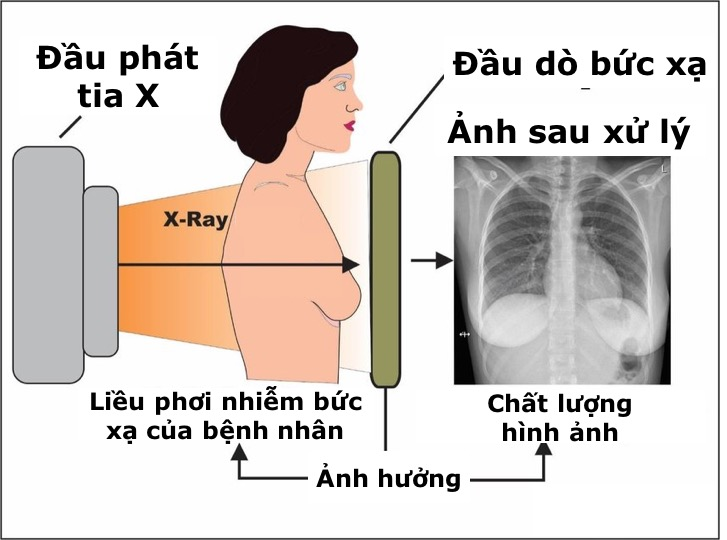 Đầu phát
tia X
Đầu dò bức xạ
Ảnh sau xử lý
X-Ray
L
Liều phơi nhiễm bức
xạ của bệnh nhân
Chất lượng
hình ảnh
Ảnh hưởng